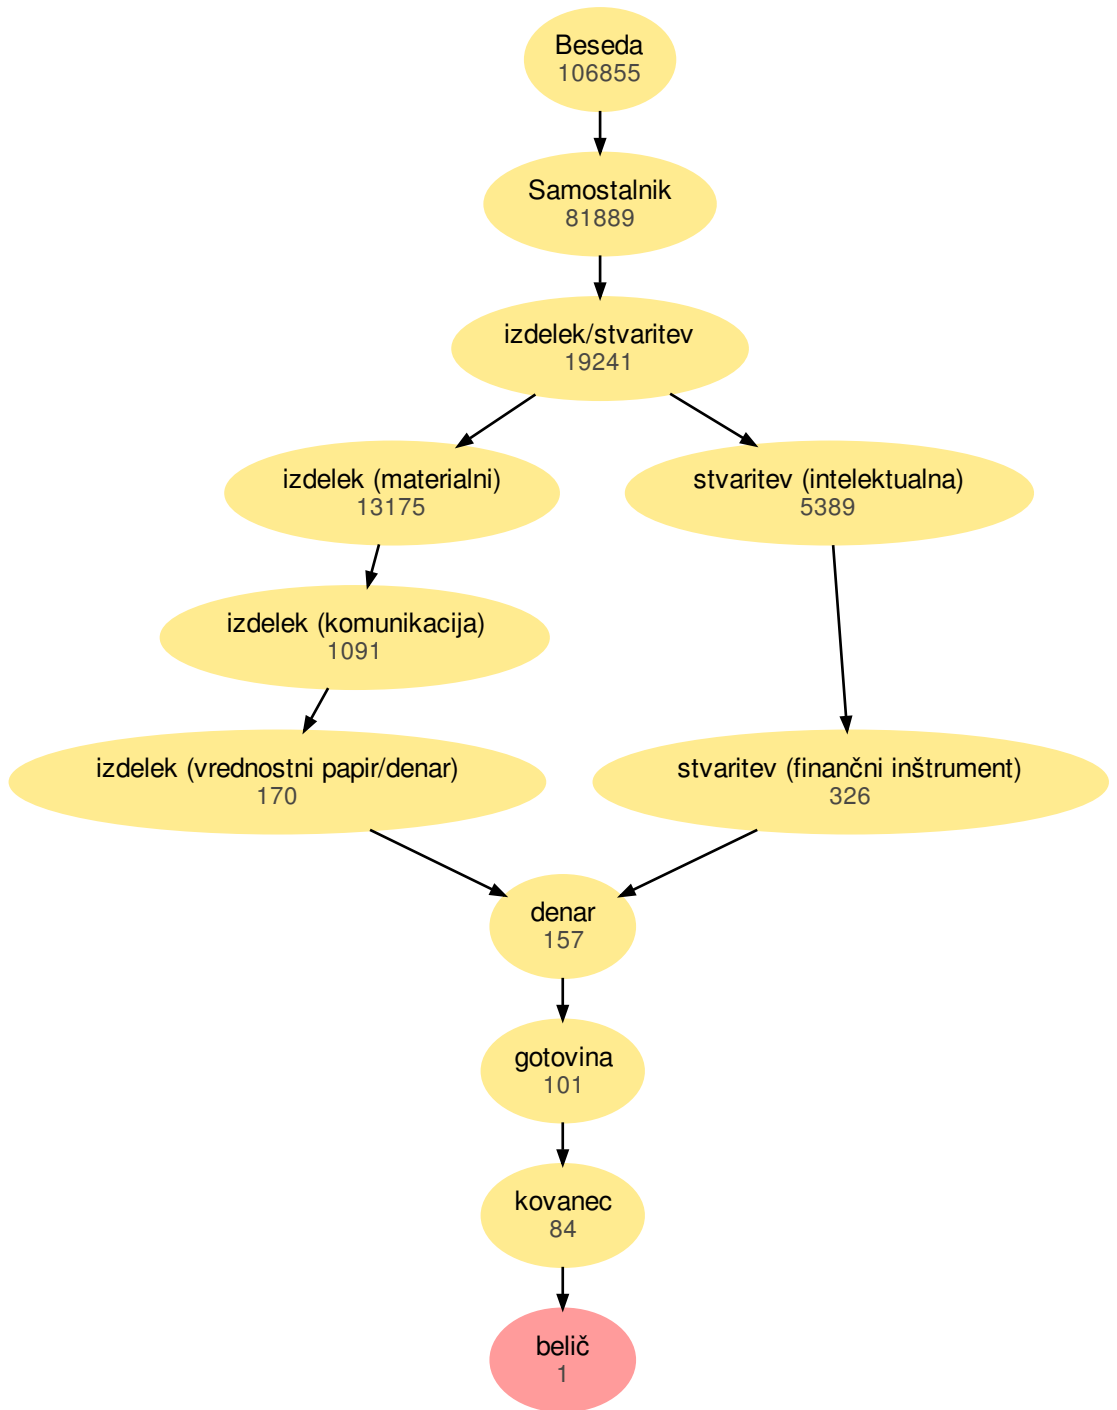 Beseda
106855
Samostalnik
81889
izdelek/stvaritev
19241
izdelek (materialni)
13175
stvaritev (intelektualna)
5389
izdelek (komunikacija)
1091
izdelek (vrednostni papir/denar)
170
stvaritev (finančni inštrument)
326
denar
157
gotovina
101
kovanec
84
belič
1